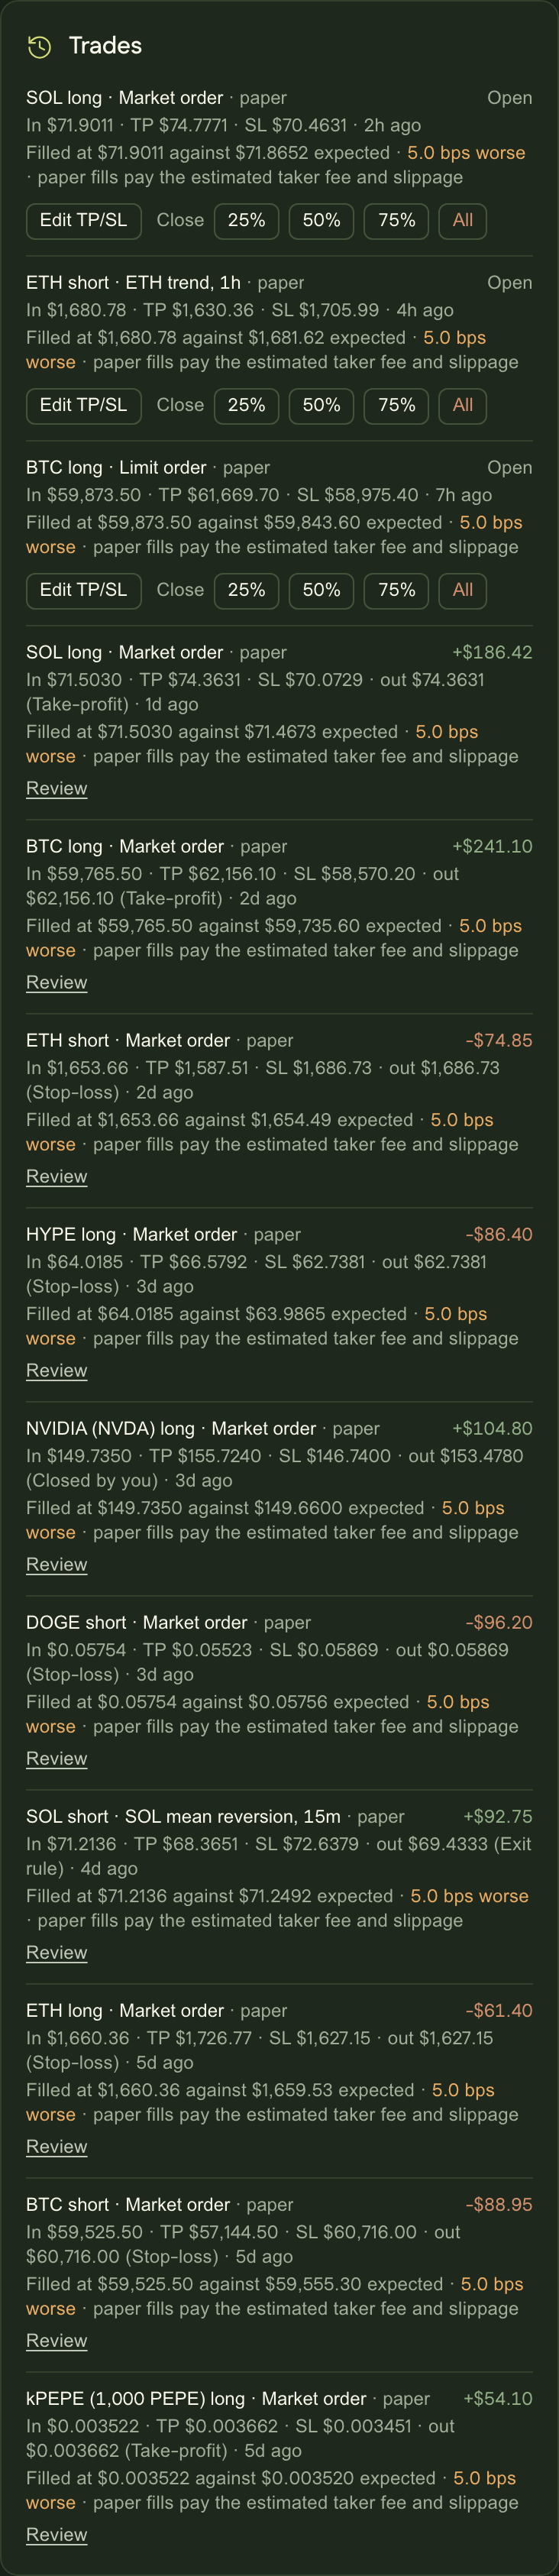 Trades
SOL long · Market order · paper Open
In $71.9011 · TP $74.7771 · SL $70.4631 · 2h ago
Filled at $71.9011 against $71.8652 expected · 5.0 bps worse
· paper fills pay the estimated taker fee and slippage
Edit TP/SL Close 25% 50% 75% All
ETH short · ETH trend, 1h · paper Open
In $1,680.78 · TP $1,630.36 · SL $1,705.99 · 4h ago
Filled at $1,680.78 against $1,681.62 expected · 5.0 bps
worse · paper fills pay the estimated taker fee and slippage
Edit TP/SL Close 25% 50% 75% All
BTC long · Limit order · paper Open
In $59,873.50 · TP $61,669.70 · SL $58,975.40 · 7h ago
Filled at $59,873.50 against $59,843.60 expected · 5.0 bps
worse · paper fills pay the estimated taker fee and slippage
Edit TP/SL Close 25% 50% 75% All
SOL long · Market order · paper +$186.42
In $71.5030 · TP $74.3631 · SL $70.0729 · out $74.3631
(Take-profit) · 1d ago
Filled at $71.5030 against $71.4673 expected · 5.0 bps
worse · paper fills pay the estimated taker fee and slippage
Review
BTC long · Market order · paper +$241.10
In $59,765.50 · TP $62,156.10 · SL $58,570.20 · out
$62,156.10 (Take-profit) · 2d ago
Filled at $59,765.50 against $59,735.60 expected · 5.0 bps
worse · paper fills pay the estimated taker fee and slippage
Review
ETH short · Market order · paper -$74.85
In $1,653.66 · TP $1,587.51 · SL $1,686.73 · out $1,686.73
(Stop-loss) · 2d ago
Filled at $1,653.66 against $1,654.49 expected · 5.0 bps
worse · paper fills pay the estimated taker fee and slippage
Review
HYPE long · Market order · paper -$86.40
In $64.0185 · TP $66.5792 · SL $62.7381 · out $62.7381
(Stop-loss) · 3d ago
Filled at $64.0185 against $63.9865 expected · 5.0 bps
worse · paper fills pay the estimated taker fee and slippage
Review
NVIDIA (NVDA) long · Market order · paper +$104.80
In $149.7350 · TP $155.7240 · SL $146.7400 · out $153.4780
(Closed by you) · 3d ago
Filled at $149.7350 against $149.6600 expected · 5.0 bps
worse · paper fills pay the estimated taker fee and slippage
Review
DOGE short · Market order · paper -$96.20
In $0.05754 · TP $0.05523 · SL $0.05869 · out $0.05869
(Stop-loss) · 3d ago
Filled at $0.05754 against $0.05756 expected · 5.0 bps
worse · paper fills pay the estimated taker fee and slippage
Review
SOL short · SOL mean reversion, 15m · paper +$92.75
In $71.2136 · TP $68.3651 · SL $72.6379 · out $69.4333 (Exit
rule) · 4d ago
Filled at $71.2136 against $71.2492 expected · 5.0 bps worse
· paper fills pay the estimated taker fee and slippage
Review
ETH long · Market order · paper -$61.40
In $1,660.36 · TP $1,726.77 · SL $1,627.15 · out $1,627.15
(Stop-loss) · 5d ago
Filled at $1,660.36 against $1,659.53 expected · 5.0 bps
worse · paper fills pay the estimated taker fee and slippage
Review
BTC short · Market order · paper -$88.95
In $59,525.50 · TP $57,144.50 · SL $60,716.00 · out
$60,716.00 (Stop-loss) · 5d ago
Filled at $59,525.50 against $59,555.30 expected · 5.0 bps
worse · paper fills pay the estimated taker fee and slippage
Review
kPEPE (1,000 PEPE) long · Market order · paper +$54.10
In $0.003522 · TP $0.003662 · SL $0.003451 · out
$0.003662 (Take-profit) · 5d ago
Filled at $0.003522 against $0.003520 expected · 5.0 bps
worse · paper fills pay the estimated taker fee and slippage
Review